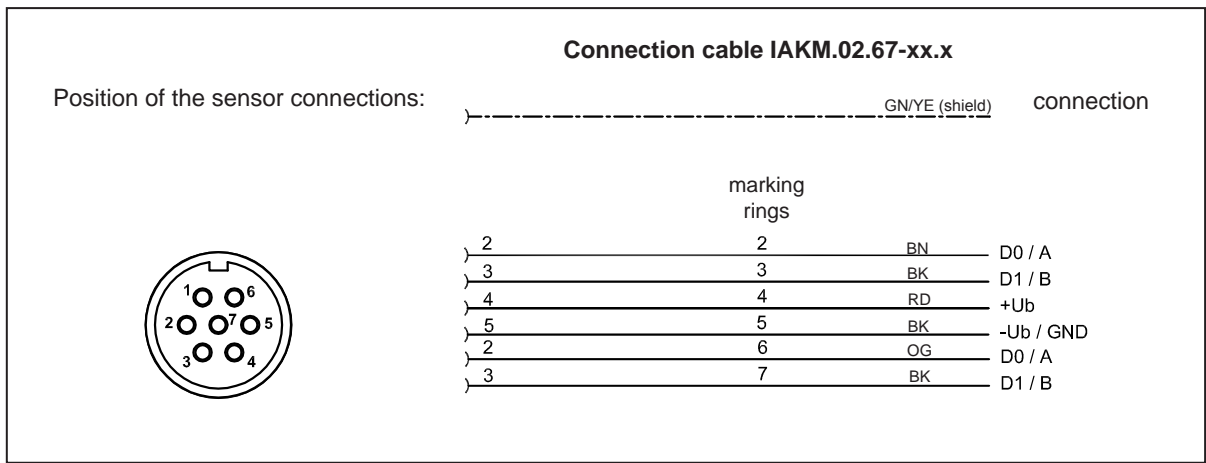 Connection cable IAKM.02.67-xx.x
Position of the sensor connections:
GN/YE (shield) connection
marking
rings
2 2 BN D0 / A
3 3 BK D1 / B
4 4 RD +Ub
5 5 BK -Ub / GND
2 6 OG D0 / A
3 7 BK D1 / B
1 6
2 7 5
3 4